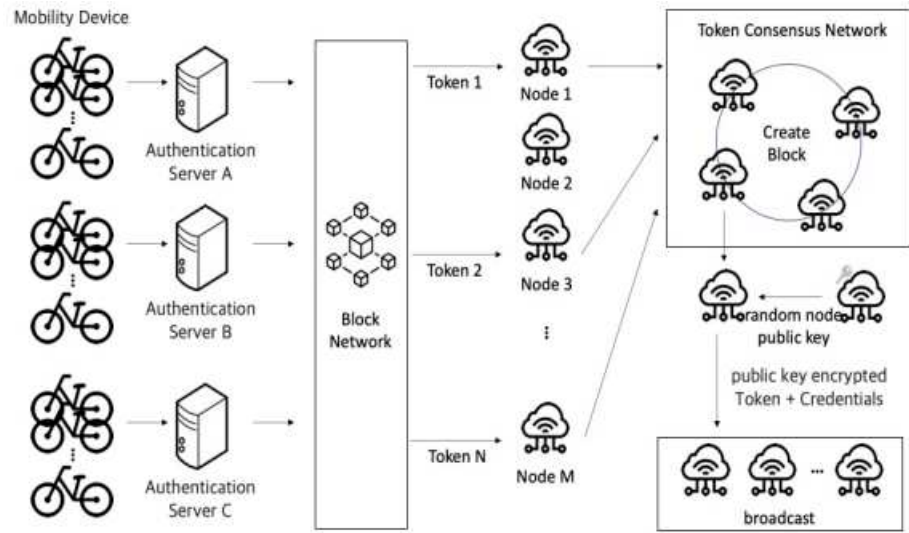 Mobility Device
Authentication
Server A
Authentication
Server B
Authentication
Server C
Block
Network
Token 1
Token 2
Token N
Node 1
Node 2
Node 3
Node M
Token Consensus Network
Create
Block
random node
public key
public key encrypted
Token + Credentials
broadcast